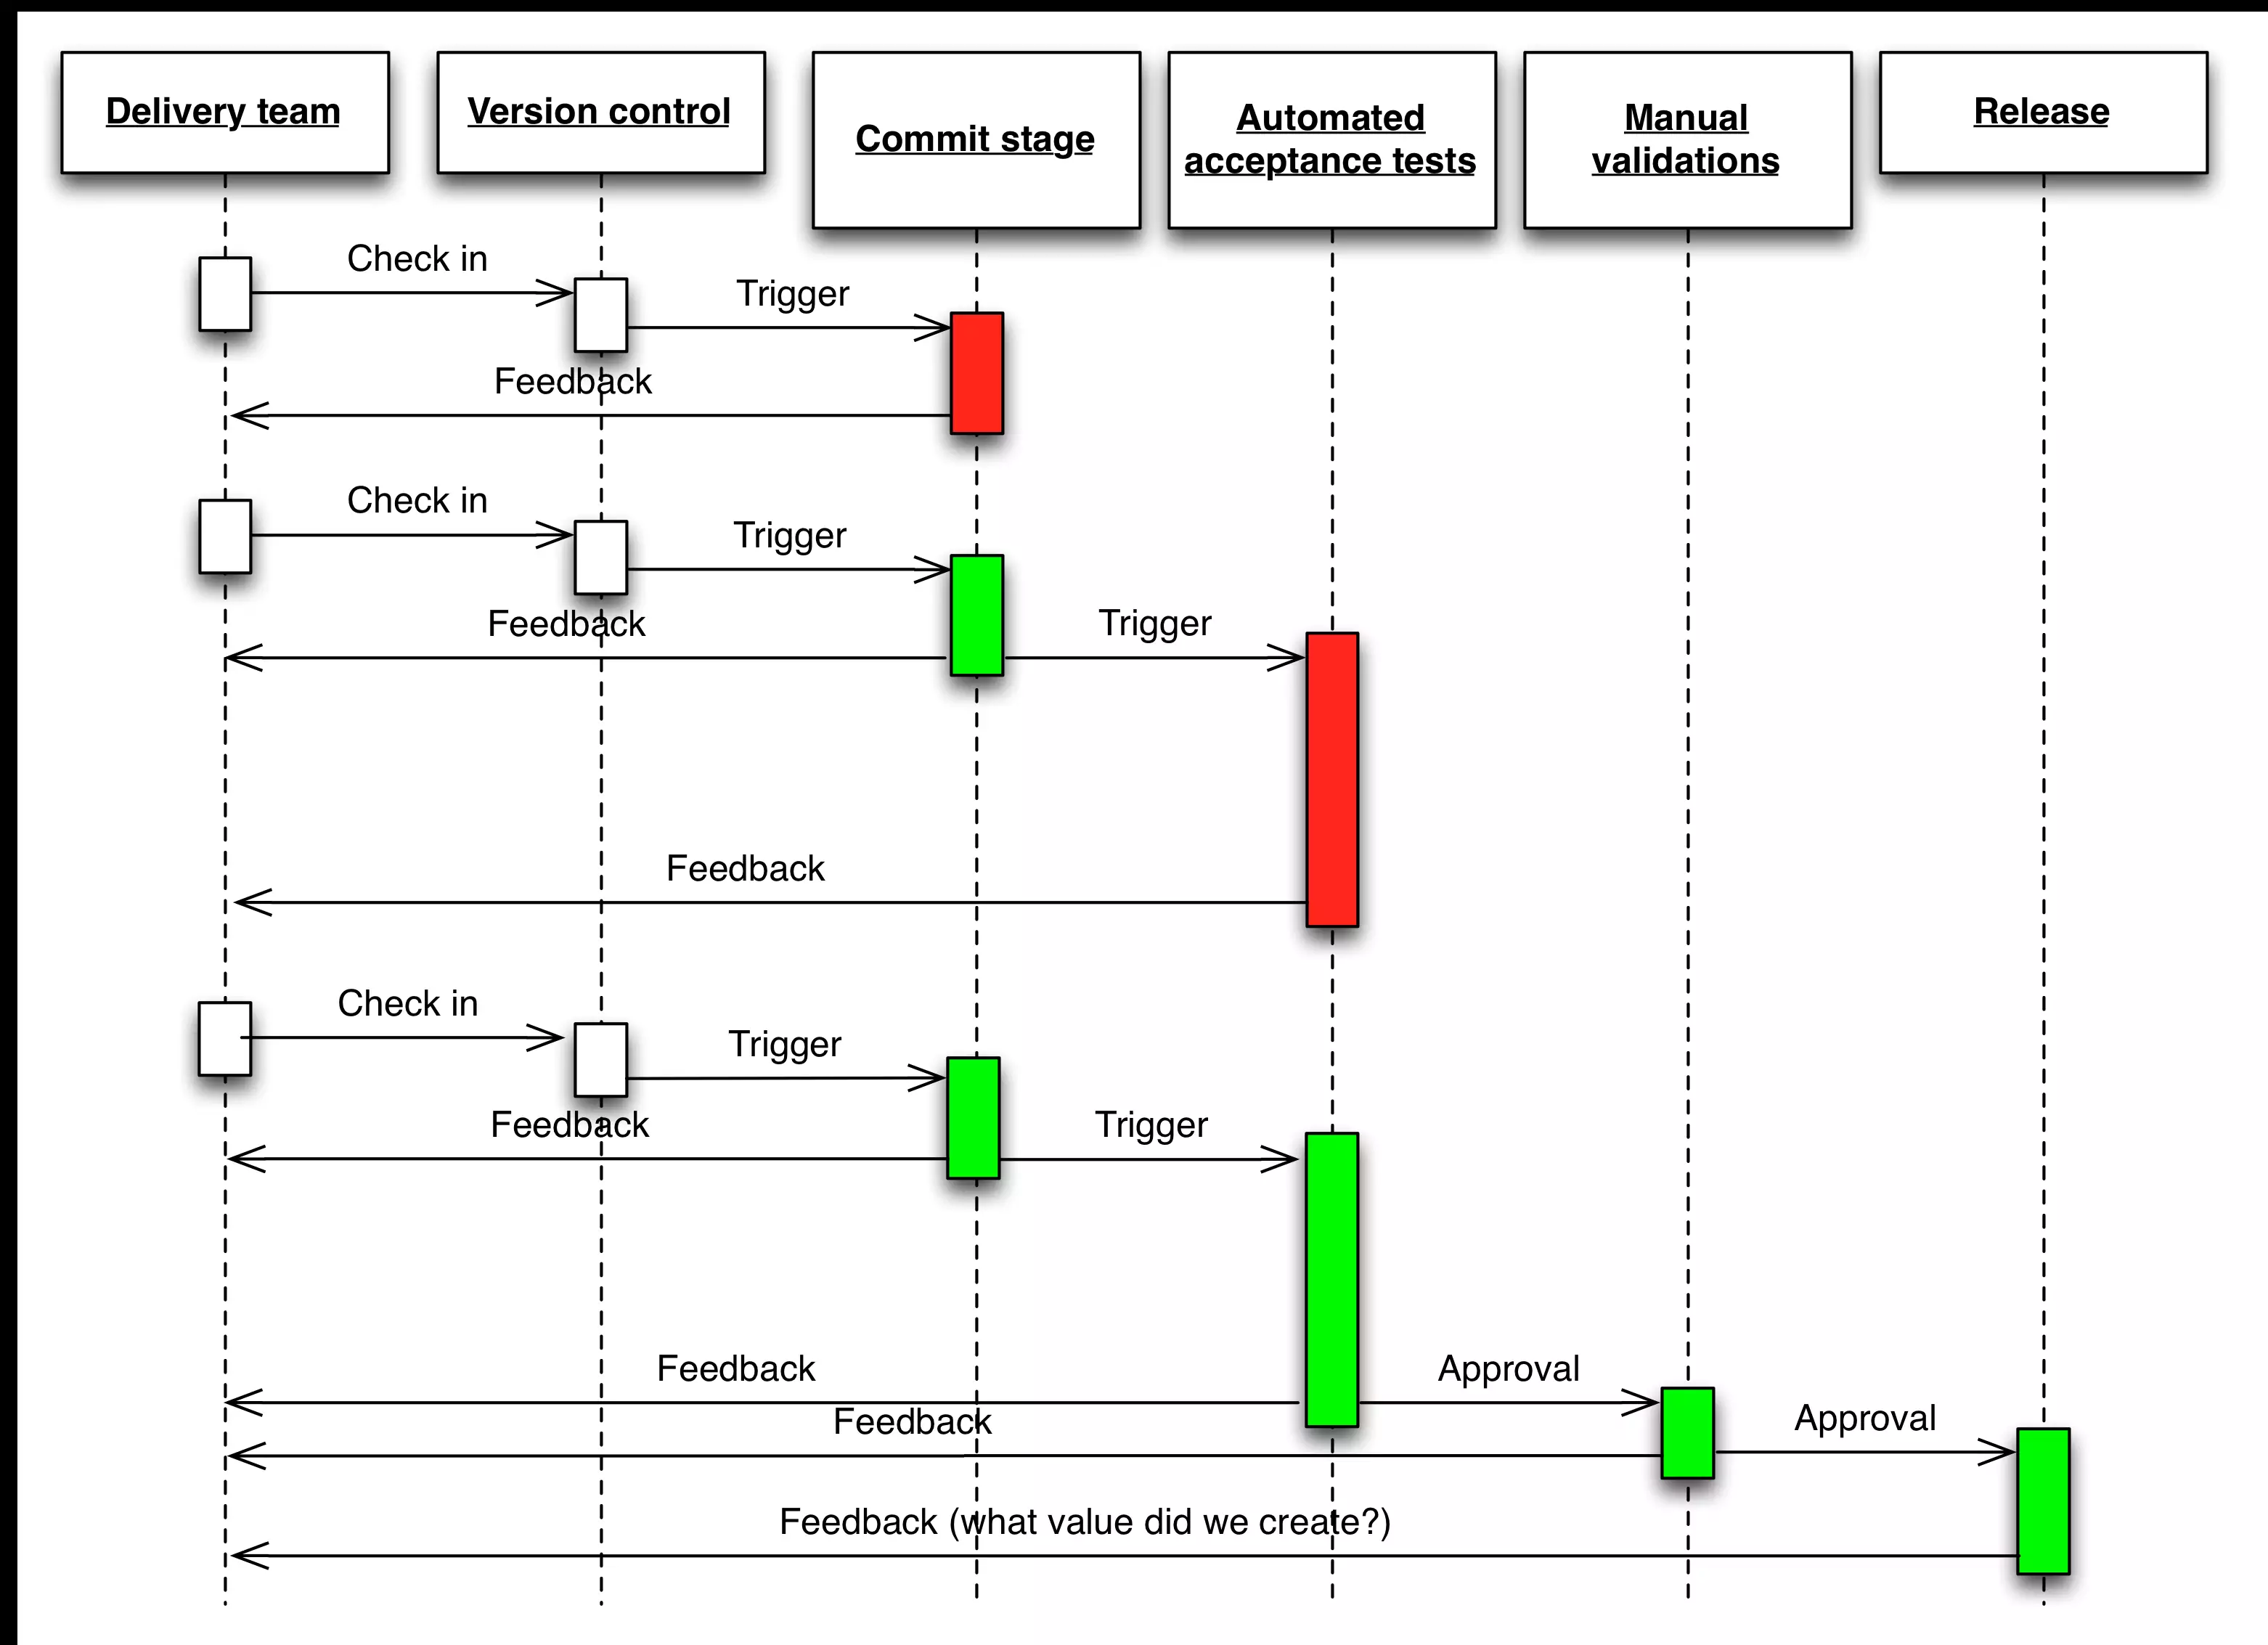 Delivery team
Version control
Commit stage
Automated
acceptance tests
Manual
validations
Release
Check in
Trigger
Feedback
Check in
Trigger
Feedback
Trigger
Feedback
Check in
Trigger
Feedback
Trigger
Feedback
Approval
Feedback
Approval
Feedback (what value did we create?)